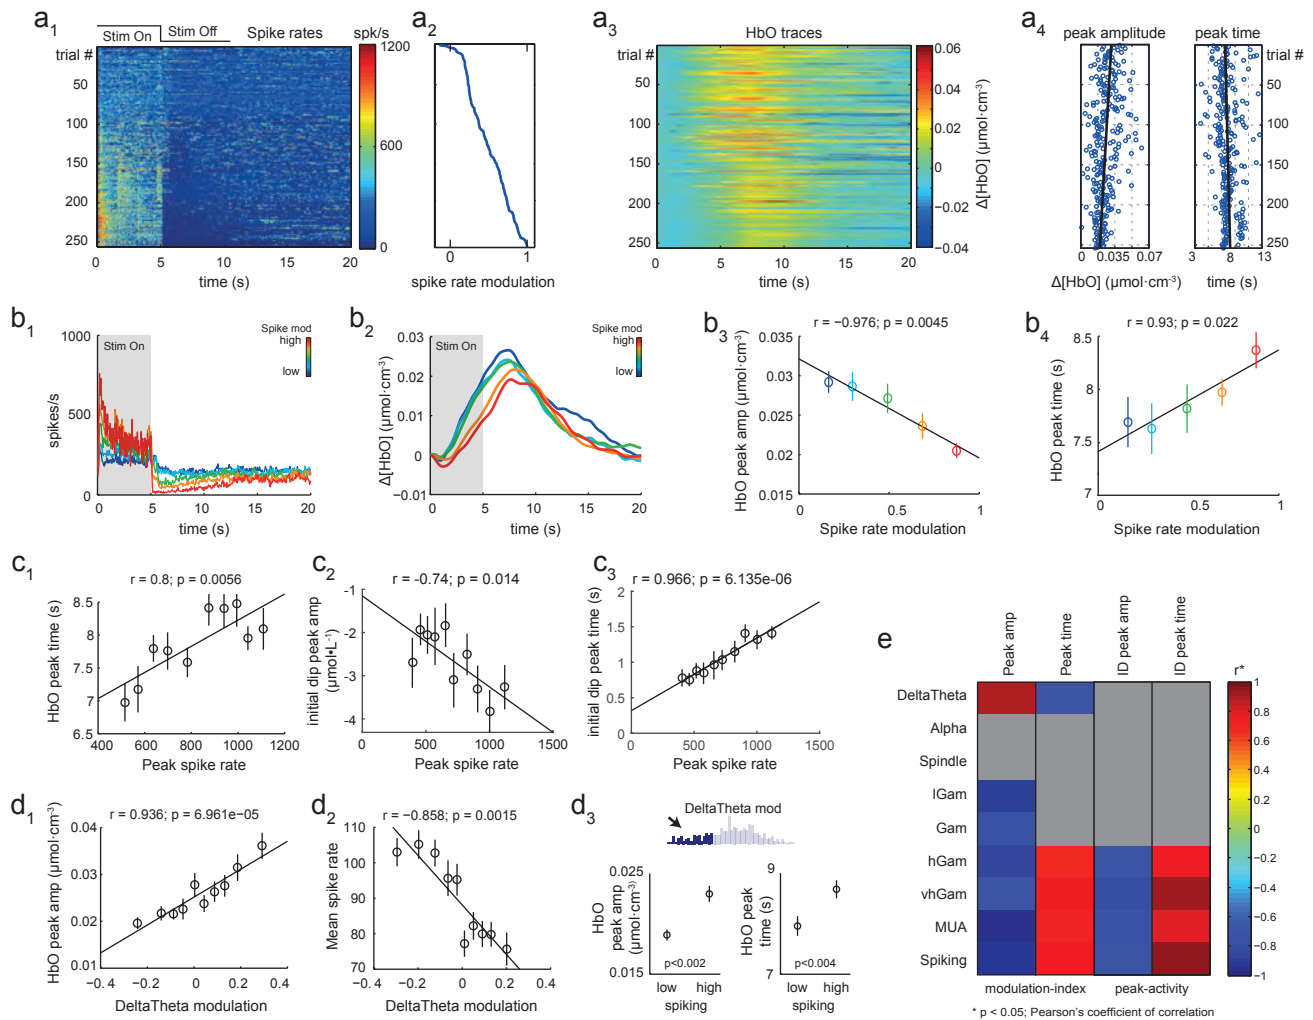 a1
Stim On
Stim Off
Spike rates
spk/s
trial #
50
100
150
200
250
0
5
10
15
20
time (s)
1200
600
0
a2
0
1
spike rate modulation
a3
HbO traces
trial #
50
100
150
200
250
0
5
10
15
20
time (s)
0.06
0.04
0.02
0
−0.02
−0.04
Δ[HbO] (μmol·cm-3)
a4
peak amplitude
peak time
trial #
50
100
150
200
250
0
0.035
0.07
Δ[HbO] (μmol·cm-3)
3
8
13
time (s)
b1
1000
500
0
spikes/s
Stim On
Spike mod
high
low
0
5
10
15
20
time (s)
b2
0.03
0.02
0.01
0
−0.01
Δ[HbO] (μmol·cm-3)
Stim On
Spike mod
high
low
0
5
10
15
20
time (s)
b3
r = −0.976; p = 0.0045
0.035
0.03
0.025
0.02
0.015
HbO peak amp (μmol·cm-3)
0
0.5
1
Spike rate modulation
b4
r = 0.93; p = 0.022
8.5
8
7.5
7
HbO peak time (s)
0
0.5
1
Spike rate modulation
c1
r = 0.8; p = 0.0056
8.5
8
7.5
7
6.5
HbO peak time (s)
400
600
800
1000
1200
Peak spike rate
c2
r = -0.74; p = 0.014
-1
−2
−3
−4
initial dip peak amp
(μmol•L-1)
0
500
1000
1500
Peak spike rate
c3
r = 0.966; p = 6.135e-06
2
1.5
1
0.5
0
initial dip peak time (s)
0
500
1000
1500
Peak spike rate
d1
r = 0.936; p = 6.961e−05
0.04
0.03
0.02
0.01
HbO peak amp (μmol·cm-3)
−0.4
−0.2
0
0.2
0.4
DeltaTheta modulation
d2
r = −0.858; p = 0.0015
110
100
90
80
70
Mean spike rate
−0.4
−0.2
0
0.2
0.4
DeltaTheta modulation
d3
DeltaTheta mod
0.025
0.015
HbO
peak amp
(μmol·cm-3)
p<0.002
low
high
spiking
9
7
HbO peak
time (s)
p<0.004
low
high
spiking
e
Peak amp
Peak time
ID peak amp
ID peak time
r*
DeltaTheta
Alpha
Spindle
lGam
Gam
hGam
vhGam
MUA
Spiking
1
0.8
0.6
0.4
0.2
0
−0.2
−0.4
−0.6
−0.8
−1
modulation-index
peak-activity
* p < 0.05; Pearson's coefficient of correlation